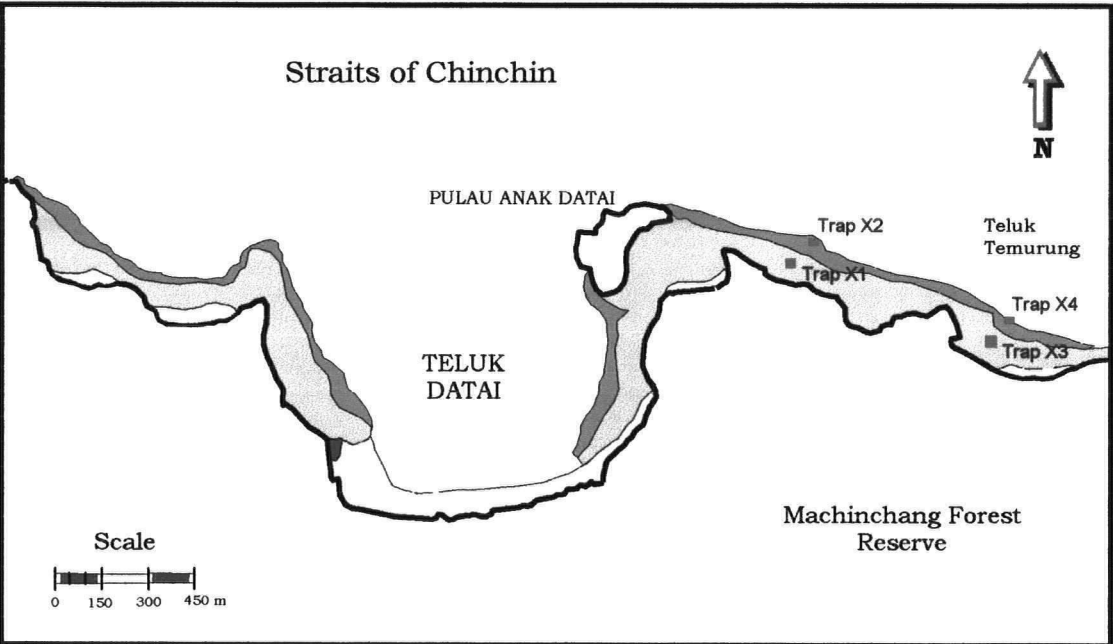 Straits of Chinchin
N
PULAU ANAK DATAI
Trap X2
Teluk
Temurung
Trap X1
Trap X4
Trap X3
TELUK
DATAI
Machinchang Forest
Reserve
Scale
0 150 300 450 m